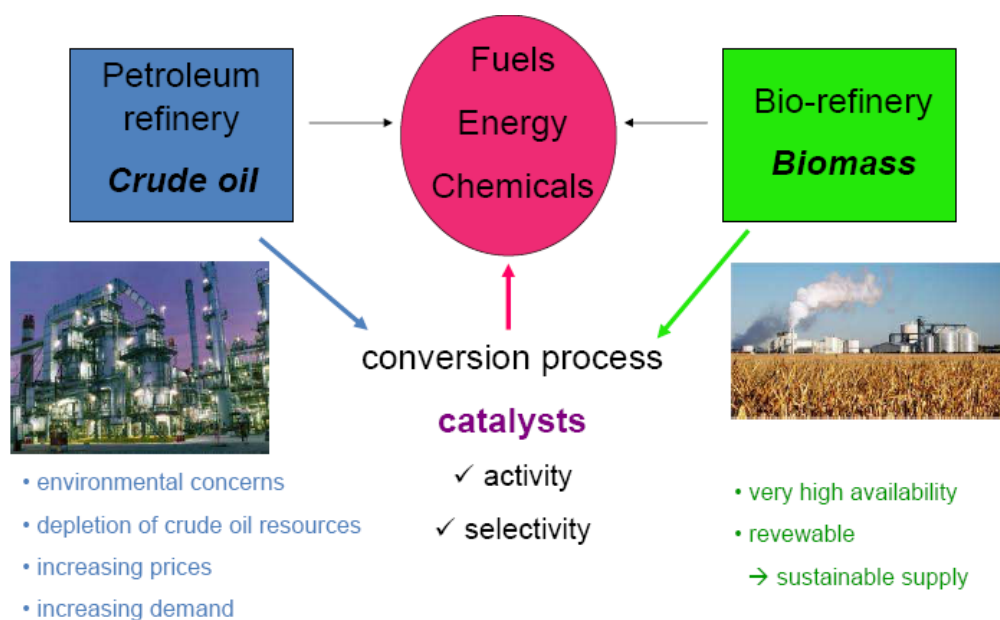 Petroleum
refinery
Crude oil
Fuels
Energy
Chemicals
Bio-refinery
Biomass
conversion process
catalysts
✓ activity
✓ selectivity
• environmental concerns
• depletion of crude oil resources
• increasing prices
• increasing demand
• very high availability
• revewable
→ sustainable supply